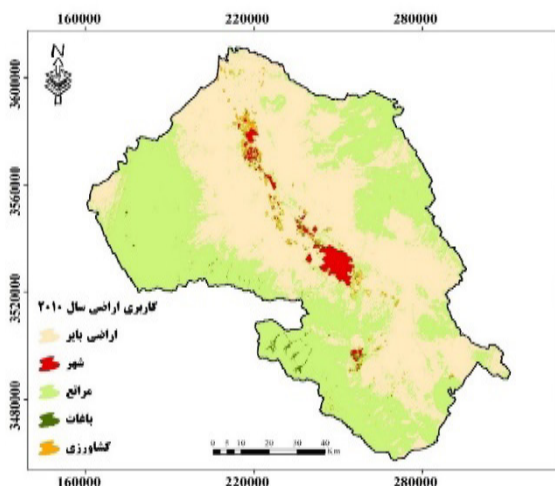 160000 220000 280000
N
3600000
3560000
3520000
3480000
کاربری اراضی سال ۲۰۱۰
اراضی بایر
شهر
مراتع
باغات
کشاورزی
0 5 10 20 30 40
Km
160000 220000 280000